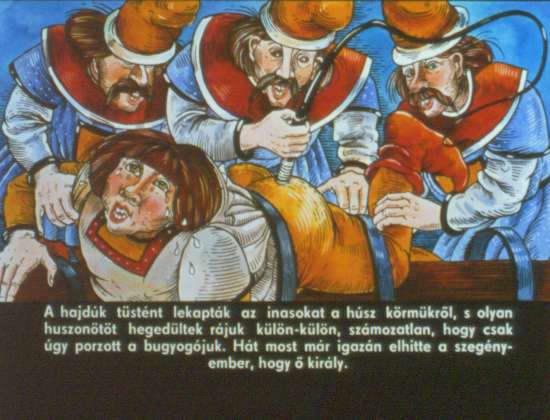 A hajdúk tüstént lekapták az inasokat a húsz körmükről, s olyan
huszonötöt hegedültek rájuk külön-külön, számozatlan, hogy csak
úgy porzott a bugyogójuk. Hát most már igazán elhitte a szegény-
ember, hogy ő király.